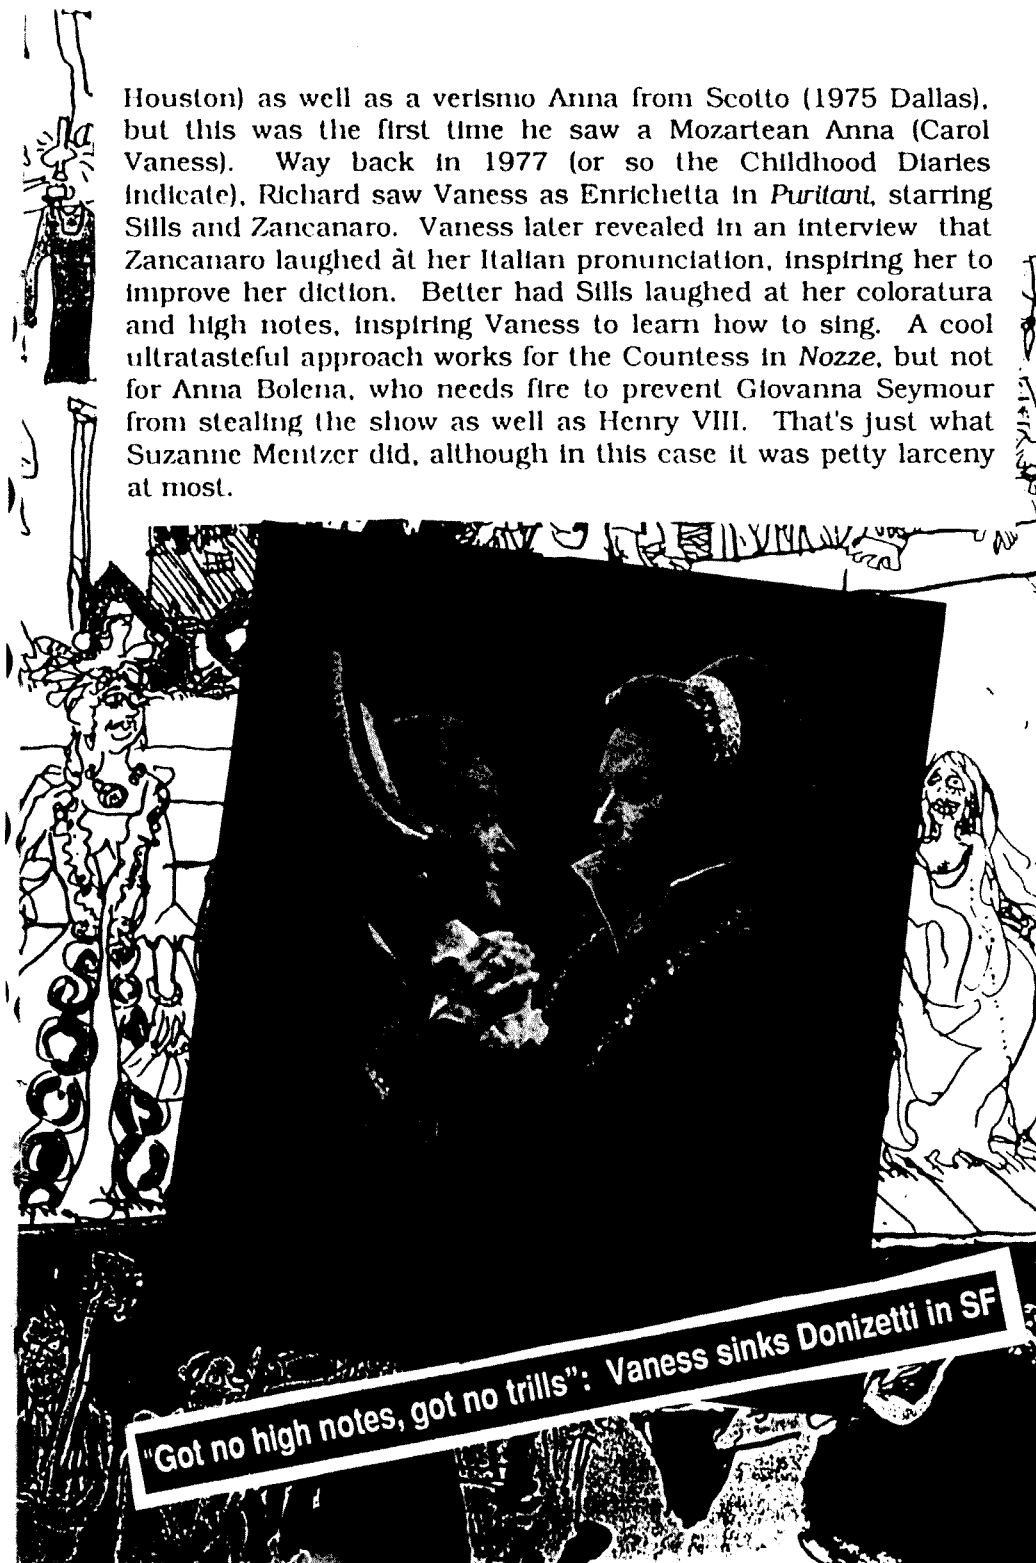 Houston) as well as a verismo Anna from Scotto (1975 Dallas),
but this was the first time he saw a Mozartean Anna (Carol
Vaness). Way back in 1977 (or so the Childhood Diaries
indicate), Richard saw Vaness as Enrichetta in Puritani, starring
Sills and Zancanaro. Vaness later revealed in an interview that
Zancanaro laughed àt her Italian pronunciation, inspiring her to
improve her diction. Better had Sills laughed at her coloratura
and high notes, inspiring Vaness to learn how to sing. A cool
ultratasteful approach works for the Countess in Nozze, but not
for Anna Bolena, who needs fire to prevent Giovanna Seymour
from stealing the show as well as Henry VIII. That's just what
Suzanne Mentzer did, although in this case it was petty larceny
at most.
"Got no high notes, got no trills": Vaness sinks Donizetti in SF